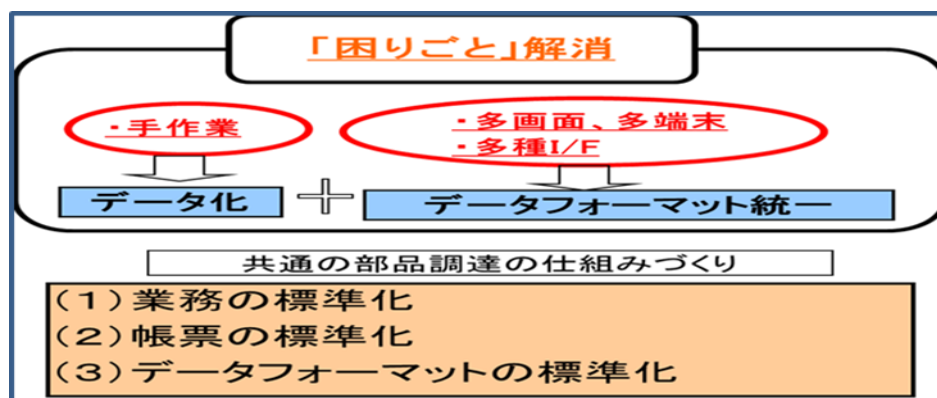 「困りごと」解消
・手作業
・多画面、多端末
・多種I/F
データ化
データフォーマット統一
共通の部品調達の仕組みづくり
(1)業務の標準化
(2)帳票の標準化
(3)データフォーマットの標準化